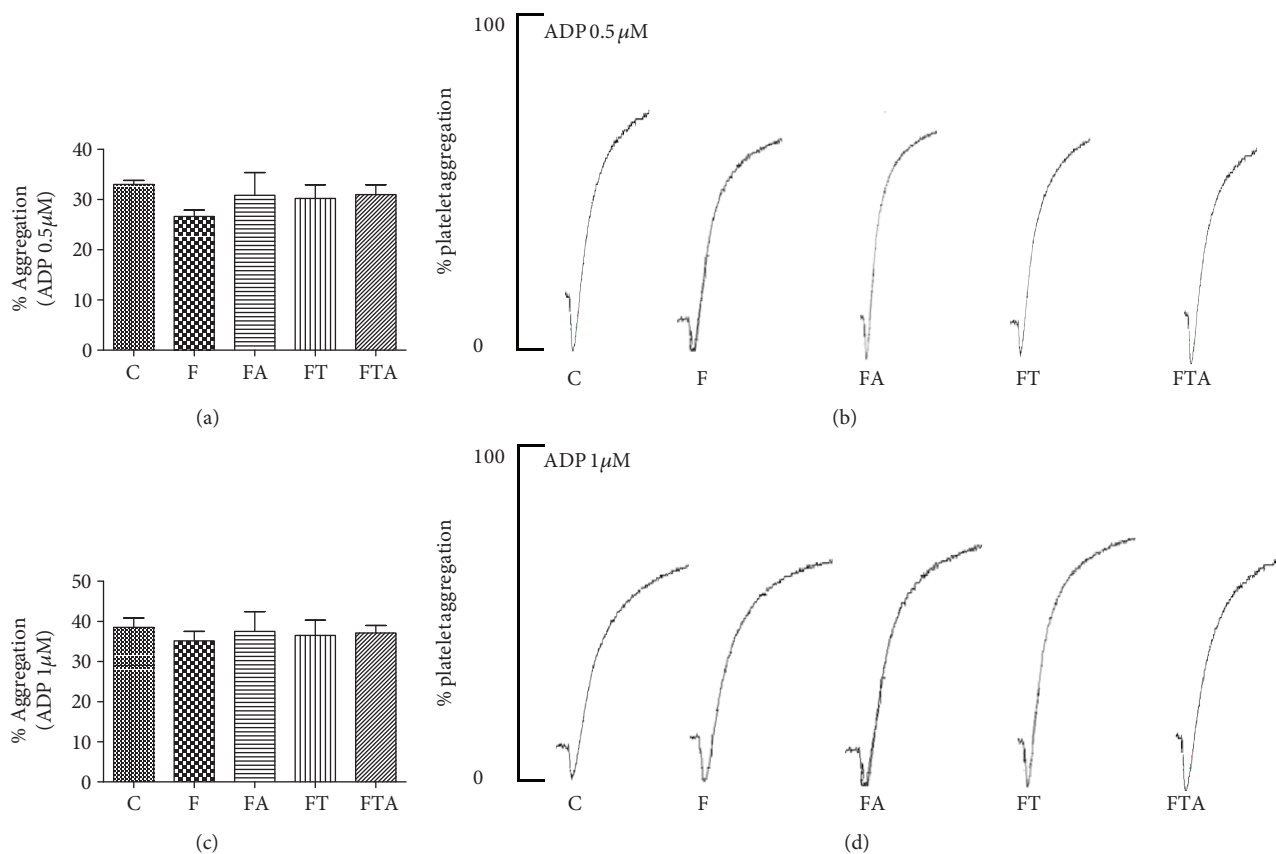 % Aggregation
(ADP 0.5 μM)
40
30
20
10
0
C F FA FT FTA
(a)
% plateletaggregation
100
0
ADP 0.5 μM
C F FA FT FTA
(b)
% Aggregation
(ADP 1μM)
50
40
30
20
10
0
C F FA FT FTA
(c)
% plateletaggregation
100
0
ADP 1 μM
C F FA FT FTA
(d)